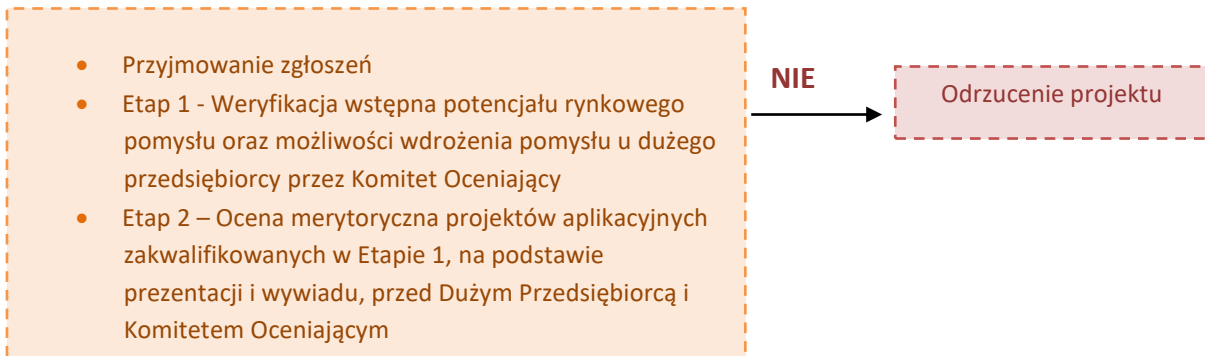 • Przyjmowanie zgłoszeń
• Etap 1 - Weryfikacja wstępna potencjału rynkowego
pomysłu oraz możliwości wdrożenia pomysłu u dużego
przedsiębiorcy przez Komitet Oceniający
• Etap 2 – Ocena merytoryczna projektów aplikacyjnych
zakwalifikowanych w Etapie 1, na podstawie
prezentacji i wywiadu, przed Dużym Przedsiębiorcą i
Komitetem Oceniającym
NIE
Odrzucenie projektu